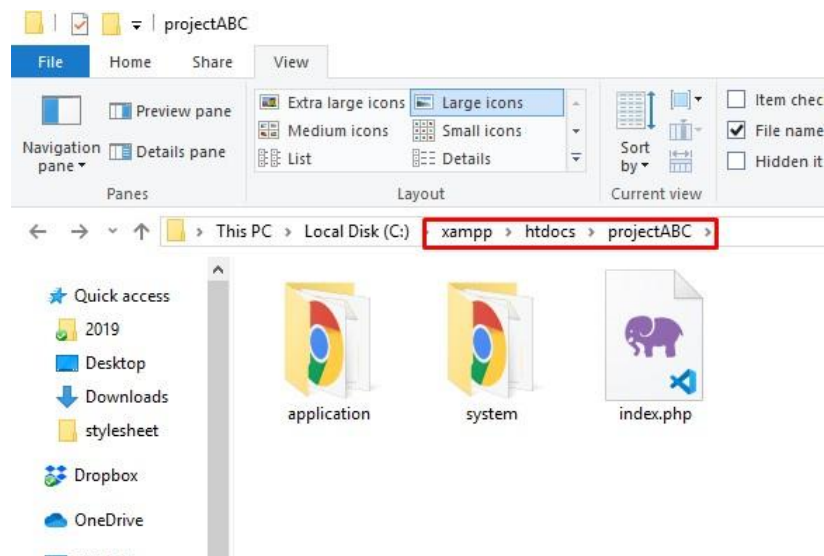 projectABC
File Home Share View
Extra large icons Large icons
Preview pane
Item
Medium icons Small icons
Navigation pane
Details pane
Sort by
File name
List Details
Hidden
Panes Layout Current view
This PC > Local Disk (C:) > xampp > htdocs > projectABC >
Quick access
2019
Desktop
Downloads
stylesheet
Dropbox
OneDrive
application system index.php